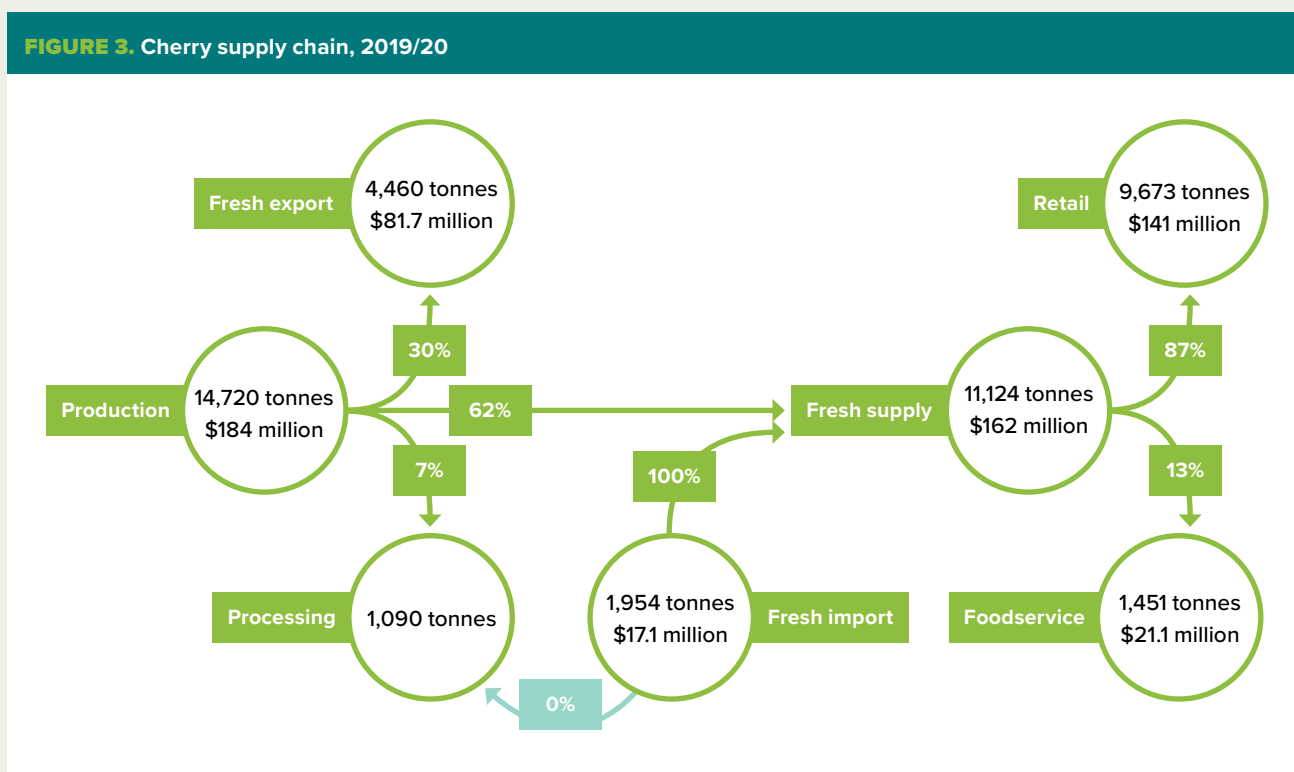 FIGURE 3. Cherry supply chain, 2019/20
Fresh export
4,460 tonnes
$81.7 million
Retail
9,673 tonnes
$141 million
30%
87%
Production
14,720 tonnes
$184 million
62%
Fresh supply
11,124 tonnes
$162 million
7%
100%
13%
Processing
1,090 tonnes
1,954 tonnes
$17.1 million
Fresh import
Foodservice
1,451 tonnes
$21.1 million
0%